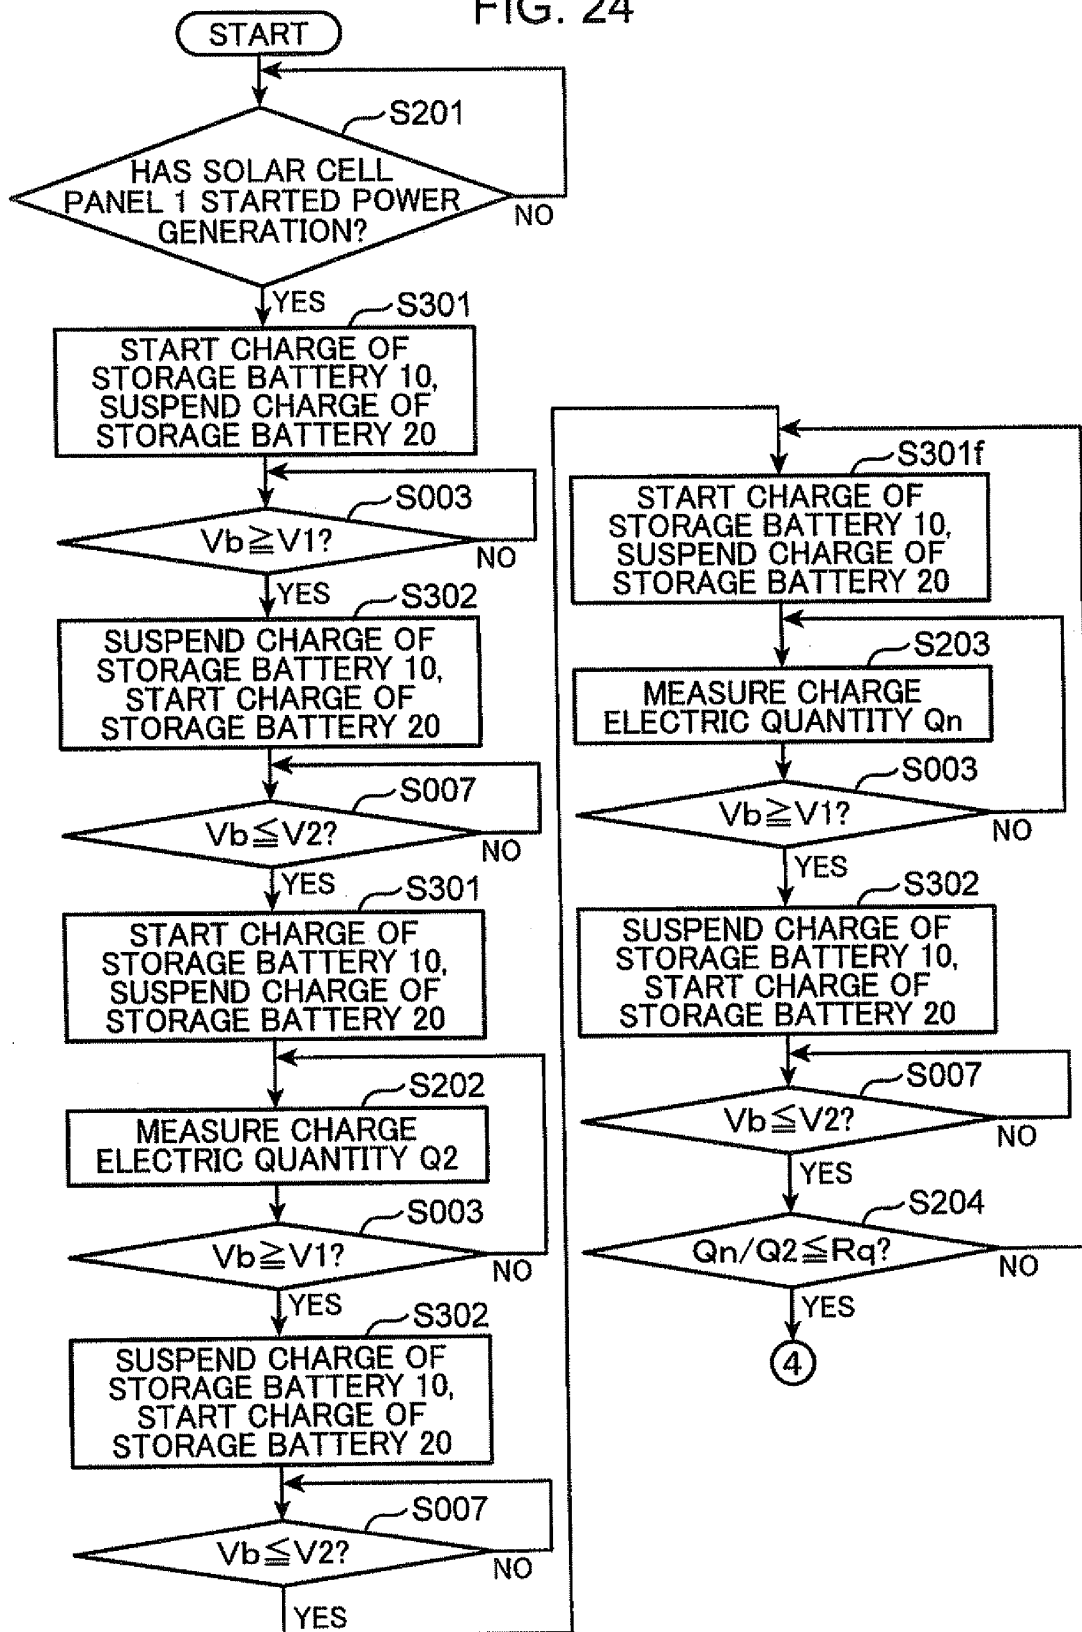 FIG. 24
START
S201
HAS SOLAR CELL
PANEL 1 STARTED POWER
GENERATION?
NO
YES
S301
START CHARGE OF
STORAGE BATTERY 10,
SUSPEND CHARGE OF
STORAGE BATTERY 20
S003
Vb≧V1?
NO
YES
S302
SUSPEND CHARGE OF
STORAGE BATTERY 10,
START CHARGE OF
STORAGE BATTERY 20
S007
Vb≦V2?
NO
YES
S301
START CHARGE OF
STORAGE BATTERY 10,
SUSPEND CHARGE OF
STORAGE BATTERY 20
S202
MEASURE CHARGE
ELECTRIC QUANTITY Q2
S003
Vb≧V1?
NO
YES
S302
SUSPEND CHARGE OF
STORAGE BATTERY 10,
START CHARGE OF
STORAGE BATTERY 20
S007
Vb≦V2?
NO
YES
S301f
START CHARGE OF
STORAGE BATTERY 10,
SUSPEND CHARGE OF
STORAGE BATTERY 20
S203
MEASURE CHARGE
ELECTRIC QUANTITY Qn
S003
Vb≧V1?
NO
YES
S302
SUSPEND CHARGE OF
STORAGE BATTERY 10,
START CHARGE OF
STORAGE BATTERY 20
S007
Vb≦V2?
NO
YES
S204
Qn/Q2≦Rq?
NO
YES
4